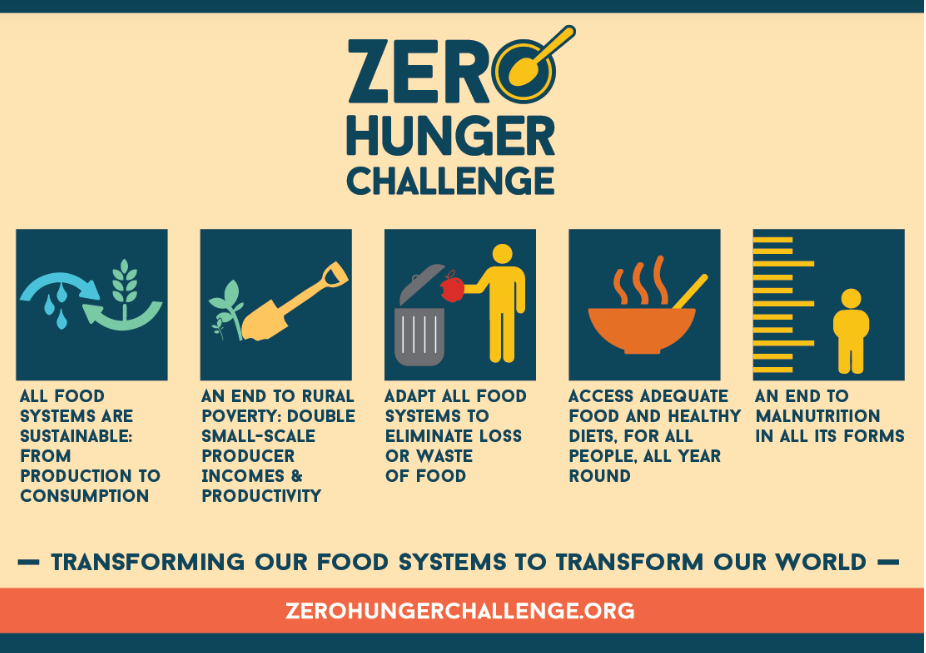 ZERO
HUNGER
CHALLENGE
ALL FOOD
SYSTEMS ARE
SUSTAINABLE:
FROM
PRODUCTION TO
CONSUMPTION
AN END TO RURAL
POVERTY: DOUBLE
SMALL-SCALE
PRODUCER
INCOMES &
PRODUCTIVITY
ADAPT ALL FOOD
SYSTEMS TO
ELIMINATE LOSS
OR WASTE
OF FOOD
ACCESS ADEQUATE
FOOD AND HEALTHY
DIETS, FOR ALL
PEOPLE, ALL YEAR
ROUND
AN END TO
MALNUTRITION
IN ALL ITS FORMS
— TRANSFORMING OUR FOOD SYSTEMS TO TRANSFORM OUR WORLD —
ZEROHUNGERCHALLENGE.ORG